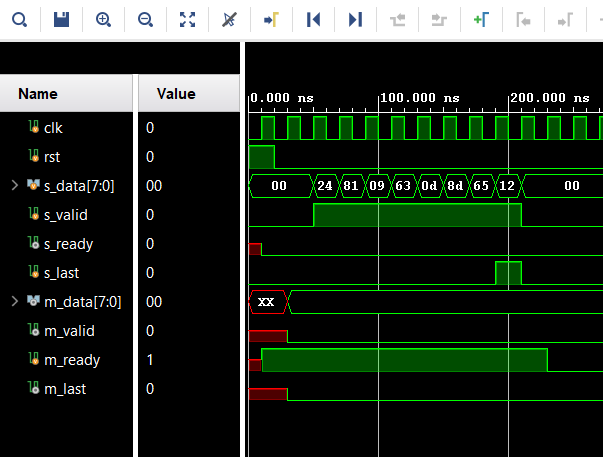 Name Value
0.000 ns 100.000 ns 200.000 ns
clk 0
rst 0
s_data[7:0] 00 00 24 81 09 63 0d 8d 65 12 00
s_valid 0
s_ready 0
s_last 0
m_data[7:0] 00 XX
m_valid 0
m_ready 1
m_last 0